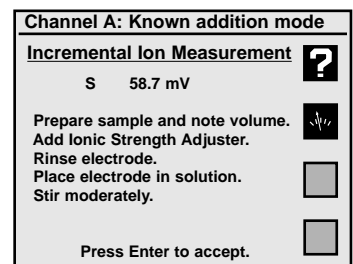 Channel A: Known addition mode
Incremental Ion Measurement
?
S 58.7 mV
Prepare sample and note volume.
Add Ionic Strength Adjuster.
Rinse electrode.
Place electrode in solution.
Stir moderately.
Press Enter to accept.